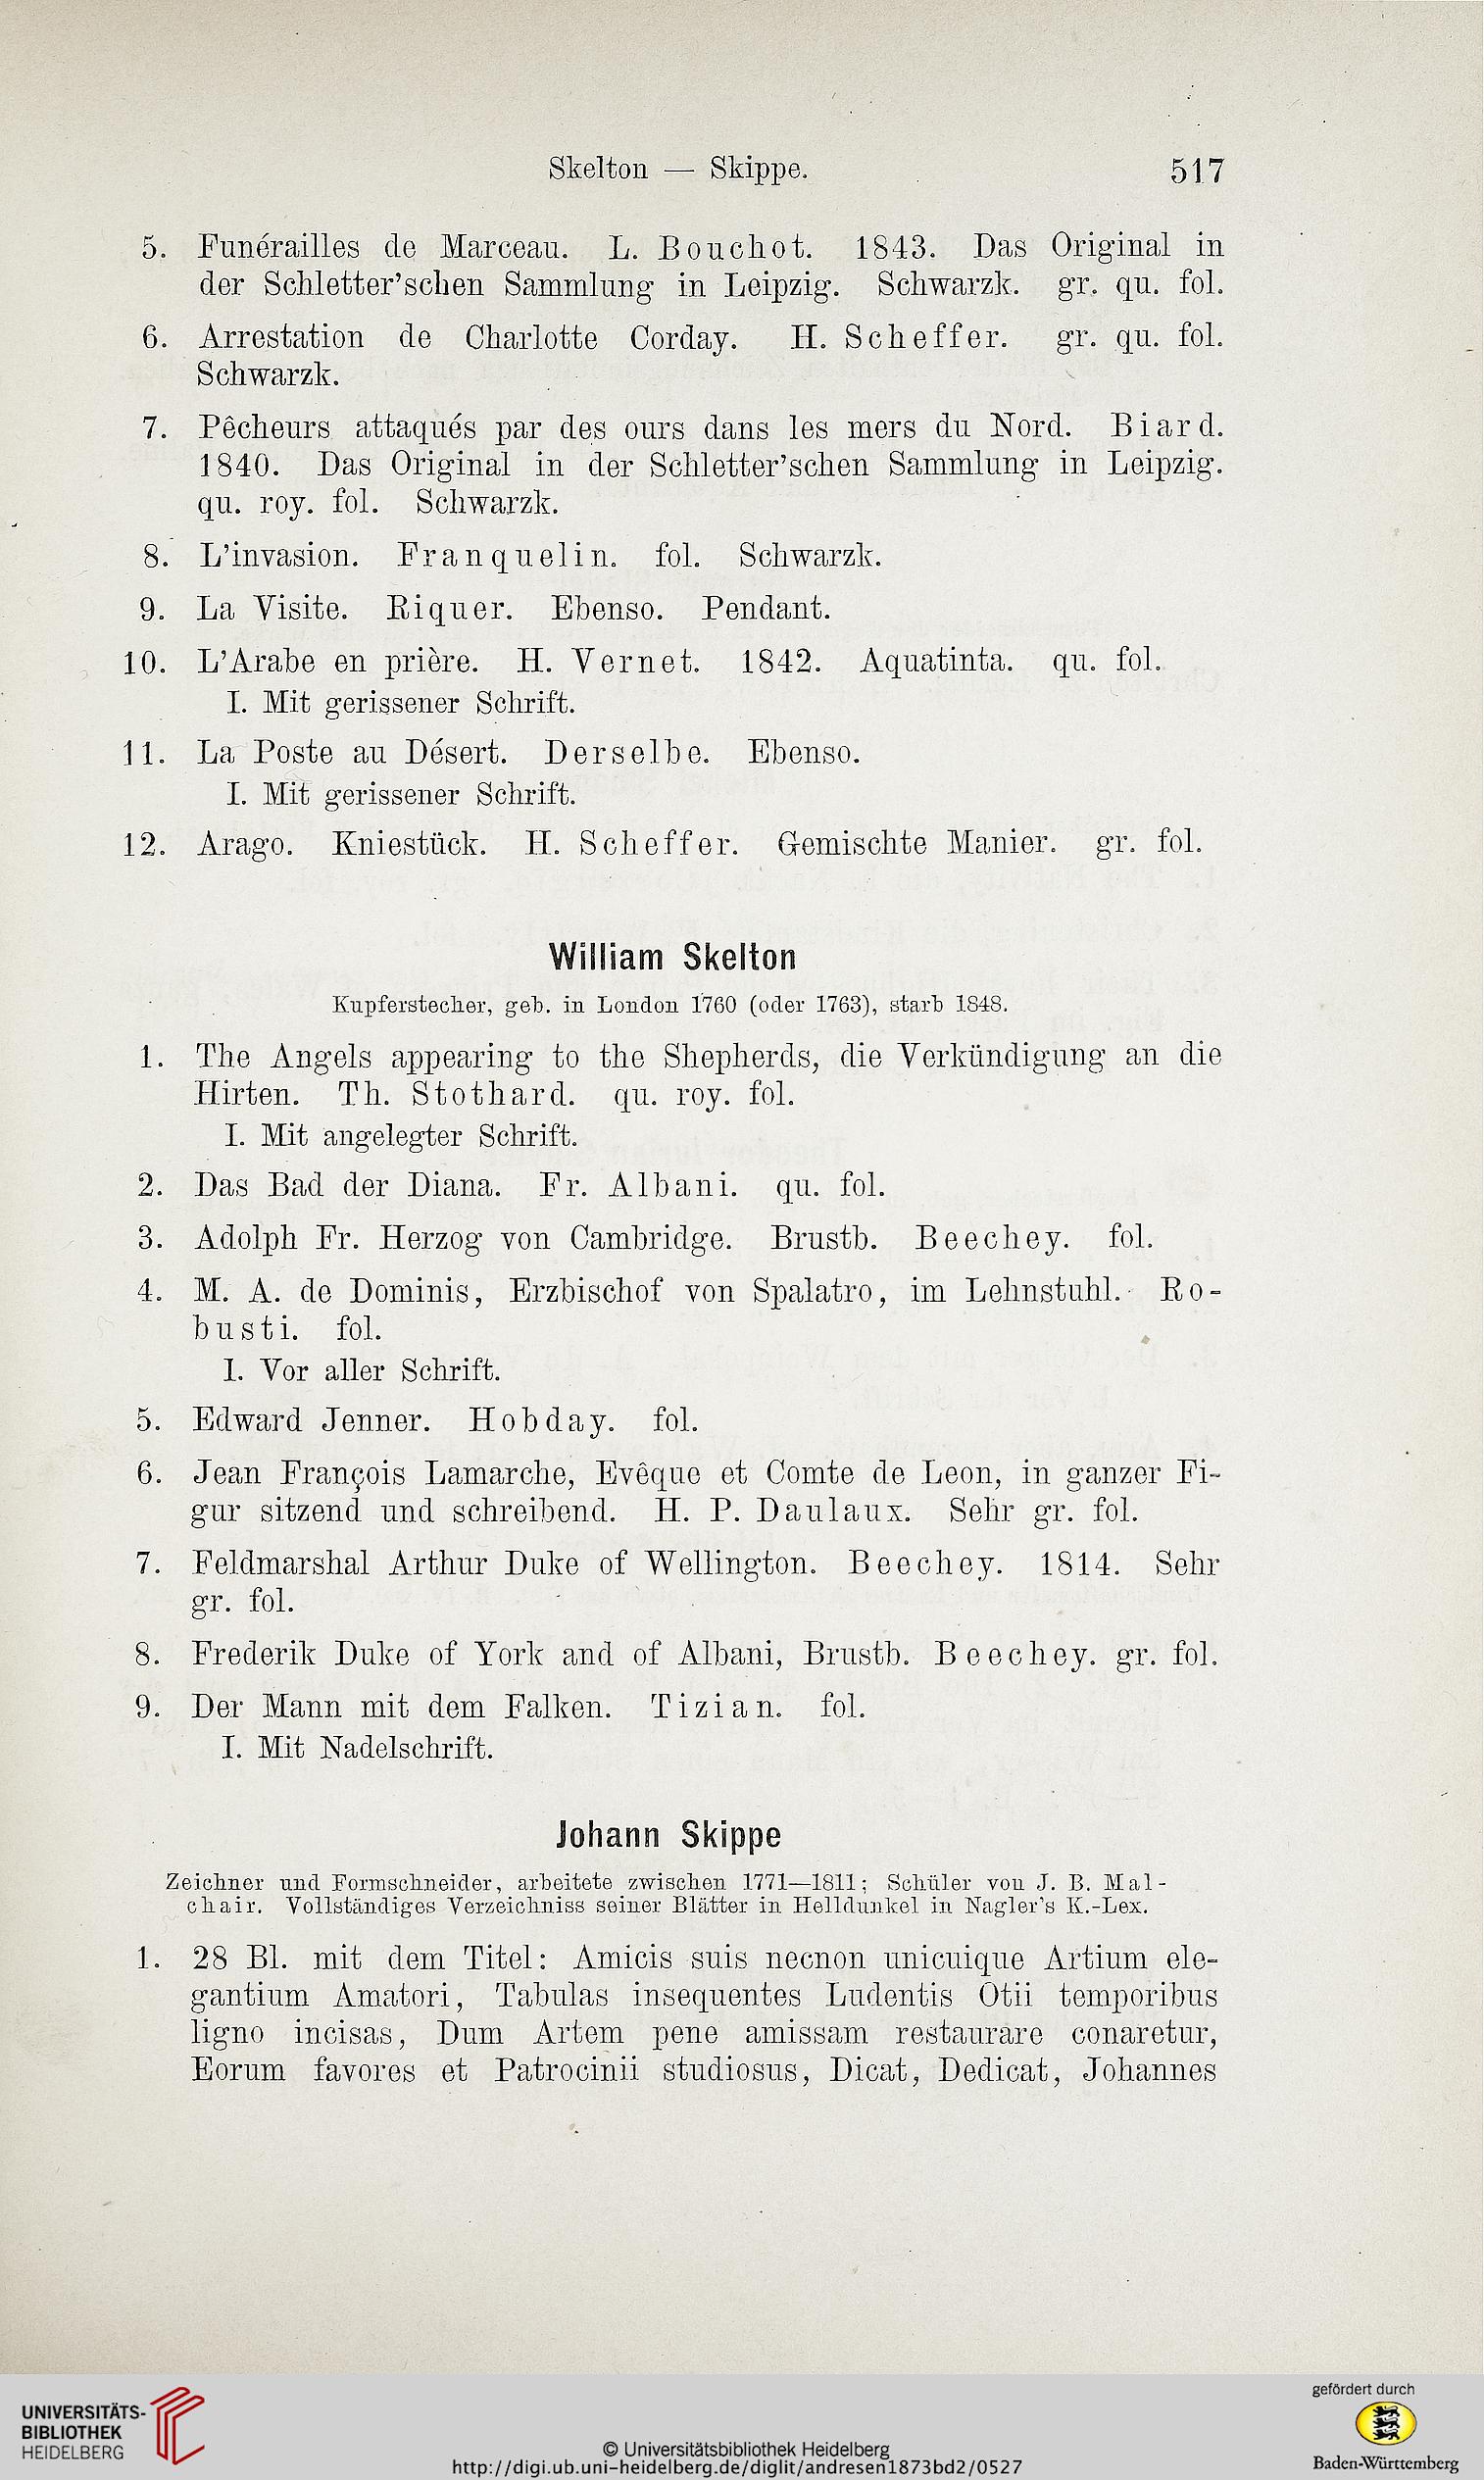 Skelton — Skippe. 517
5. Funérailles de Marceau. L. Bouchot. 1843. Das Original in
der Schletter'schen Sammlung in Leipzig. Schwarzk. gr. qu. fol.
6. Arrestation de Charlotte Corday. H. Scheffer. gr. qu. fol.
Schwarzk.
7. Pêcheurs attaqués par des ours dans les mers du Nord. Biard.
1840. Das Original in der Schletter'schen Sammlung in Leipzig.
qu. roy. fol. Schwarzk.
8. L'invasion. Franquelin. fol. Schwarzk.
9. La Visite. Riquer. Ebenso. Pendant.
10. L'Arabe en prière. H. Vernet. 1842. Aquatinta. qu. fol.
I. Mit gerissener Schrift.
11. La Poste au Désert. Derselbe. Ebenso.
I. Mit gerissener Schrift.
12. Arago. Kniestück. H. Scheffer. Gemischte Manier. gr. fol.
William Skelton
Kupferstecher, geb. in London 1760 (oder 1763), starb 1848.
1. The Angels appearing to the Shepherds, die Verkündigung an die
Hirten. Th. Stothard. qu. roy. fol.
I. Mit angelegter Schrift.
2. Das Bad der Diana. Fr. Albani. qu. fol.
3. Adolph Fr. Herzog von Cambridge. Brustb. Beechey. fol.
4. M. A. de Dominis, Erzbischof von Spalatro, im Lehnstuhl. Ro-
busti. fol.
I. Vor aller Schrift.
5. Edward Jenner. Hobday. fol.
6. Jean François Lamarche, Evêque et Comte de Leon, in ganzer Fi-
gur sitzend und schreibend. H. P. Daulaux. Sehr gr. fol.
7. Feldmarshal Arthur Duke of Wellington. Beechey. 1814. Sehr
gr. fol.
8. Frederik Duke of York and of Albani, Brustb. Beechey. gr. fol.
9. Der Mann mit dem Falken. Tizian. fol.
I. Mit Nadelschrift.
Johann Skippe
Zeichner und Formschneider, arbeitete zwischen 1771—1811; Schüler von J. B. Mal-
chair. Vollständiges Verzeichniss seiner Blätter in Helldunkel in Nagler's K.-Lex.
1. 28 Bl. mit dem Titel: Amicis suis necnon unicuique Artium ele-
gantium Amatori, Tabulas insequentes Ludentis Otii temporibus
ligno incisas, Dum Artem pene amissam restaurare conaretur,
Eorum favores et Patrocinii studiosus, Dicat, Dedicat, Johannes
UNIVERSITÄTS-
BIBLIOTHEK
HEIDELBERG
© Universitätsbibliothek Heidelberg
http://digi.ub.uni-heidelberg.de/diglit/andresen1873bd2/0527
gefördert durch
Baden-Württemberg